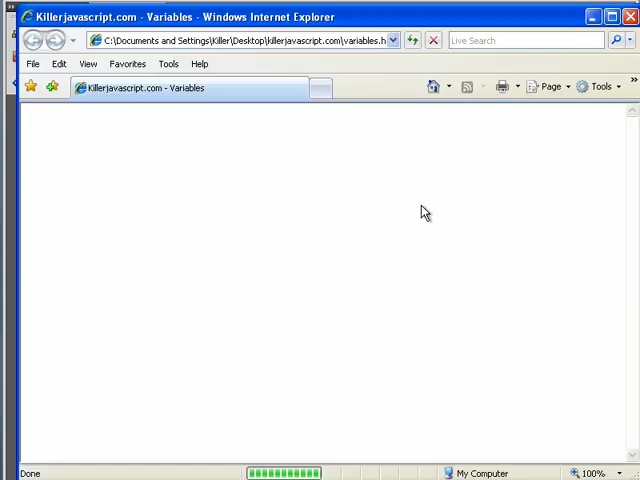 Killerjavascript.com - Variables - Windows Internet Explorer
C:\Documents and Settings\Killer\Desktop\killerjavascript.com\variables.h
Live Search
File Edit View Favorites Tools Help
Killerjavascript.com - Variables
Page Tools »
Done
My Computer
100%